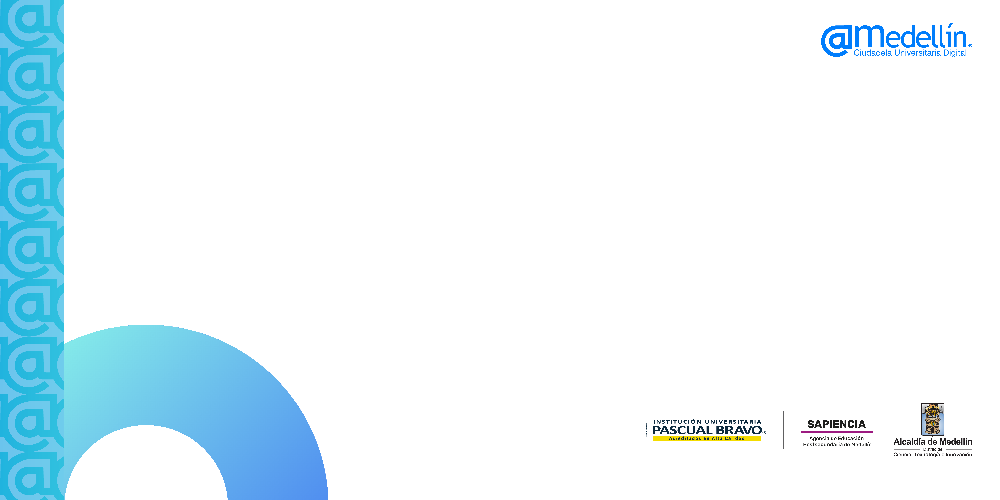 @medellín®
Ciudadela Universitaria Digital
INSTITUCIÓN UNIVERSITARIA
PASCUAL BRAVO®
Acreditados en Alta Calidad
SAPIENCIA
Agencia de Educación
Postsecundaria de Medellín
Alcaldía de Medellín
Distrito de
Ciencia, Tecnología e Innovación